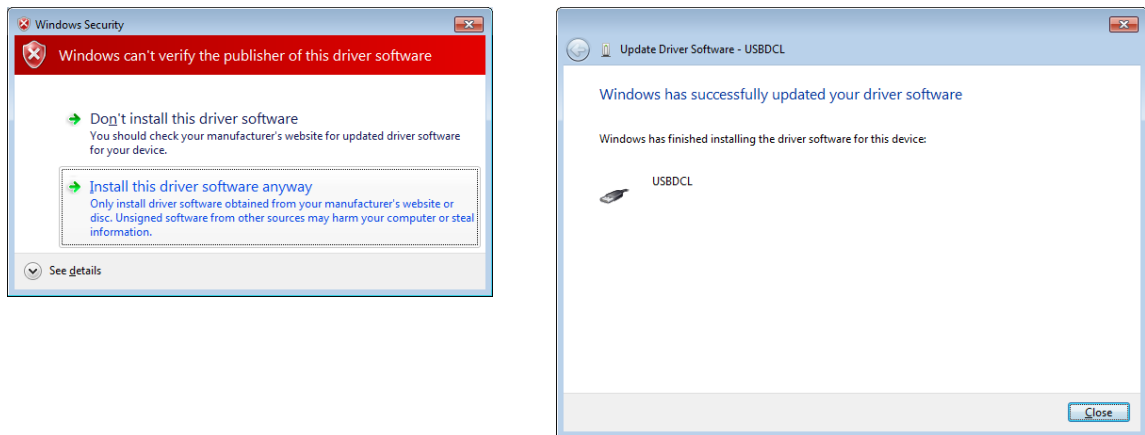 Windows Security
Windows can't verify the publisher of this driver software
Don't install this driver software
You should check your manufacturer's website for updated driver software
for your device.
Install this driver software anyway
Only install driver software obtained from your manufacturer's website or
disc. Unsigned software from other sources may harm your computer or steal
information.
See details
Update Driver Software - USBDCL
Windows has successfully updated your driver software
Windows has finished installing the driver software for this device:
USBDCL
Close